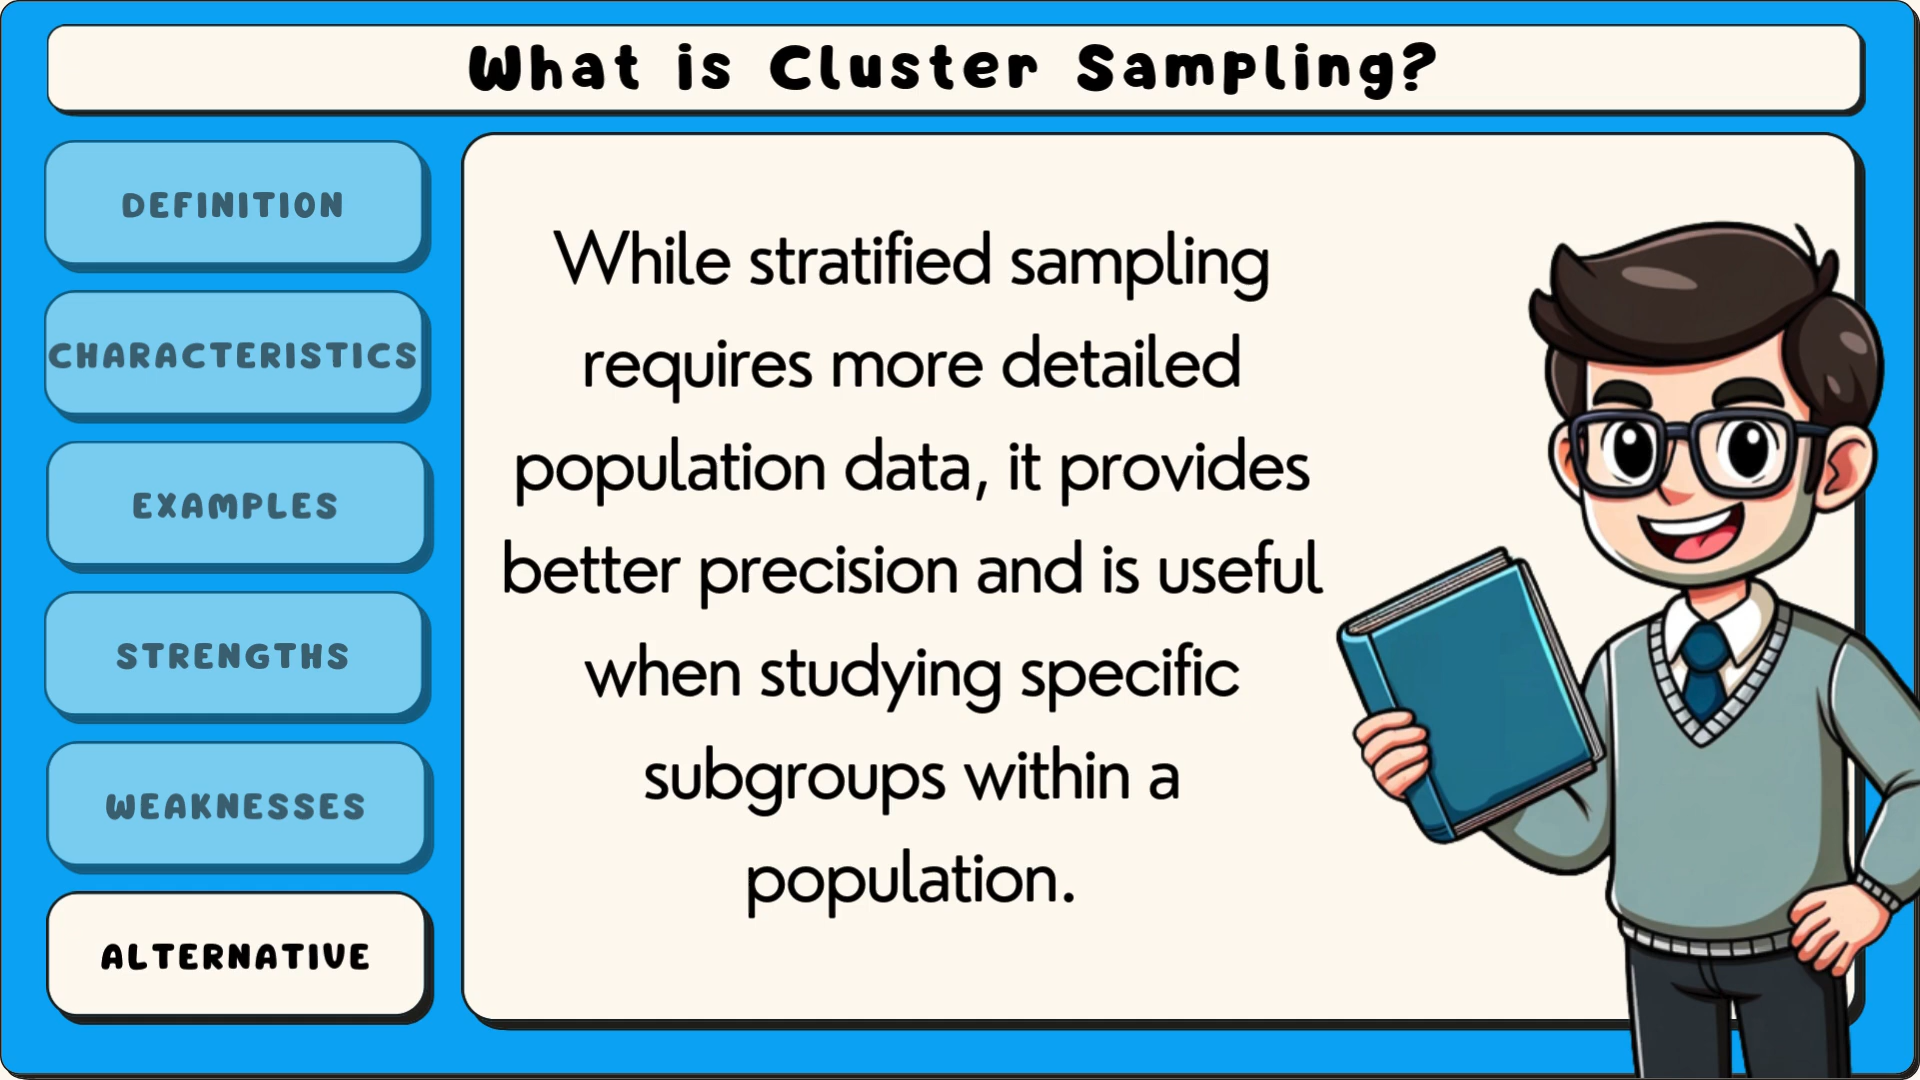 What is Cluster Sampling?
DEFINITION
CHARACTERISTICS
EXAMPLES
STRENGTHS
WEAKNESSES
ALTERNATIVE
While stratified sampling
requires more detailed
population data, it provides
better precision and is useful
when studying specific
subgroups within a
population.